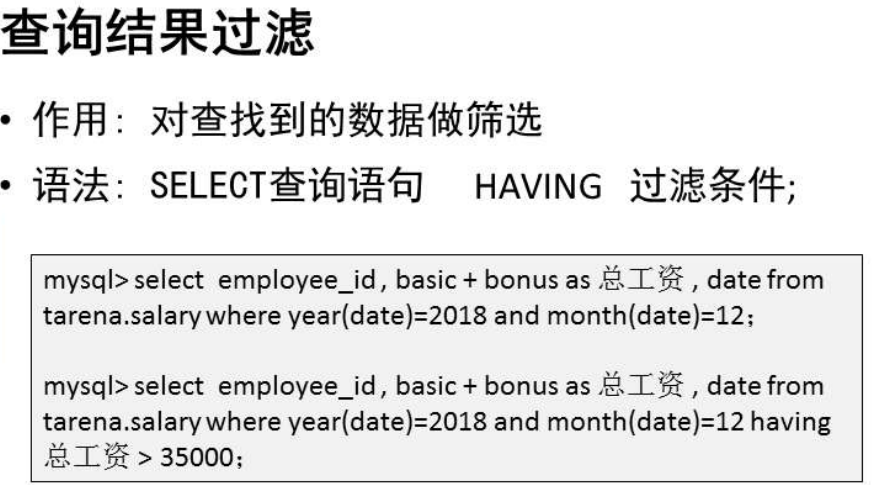 查询结果过滤
• 作用: 对查找到的数据做筛选
• 语法: SELECT查询语句 HAVING 过滤条件;
mysql> select employee_id , basic + bonus as 总工资 , date from
tarena.salary where year(date)=2018 and month(date)=12;
mysql> select employee_id , basic + bonus as 总工资 , date from
tarena.salary where year(date)=2018 and month(date)=12 having
总工资 > 35000;